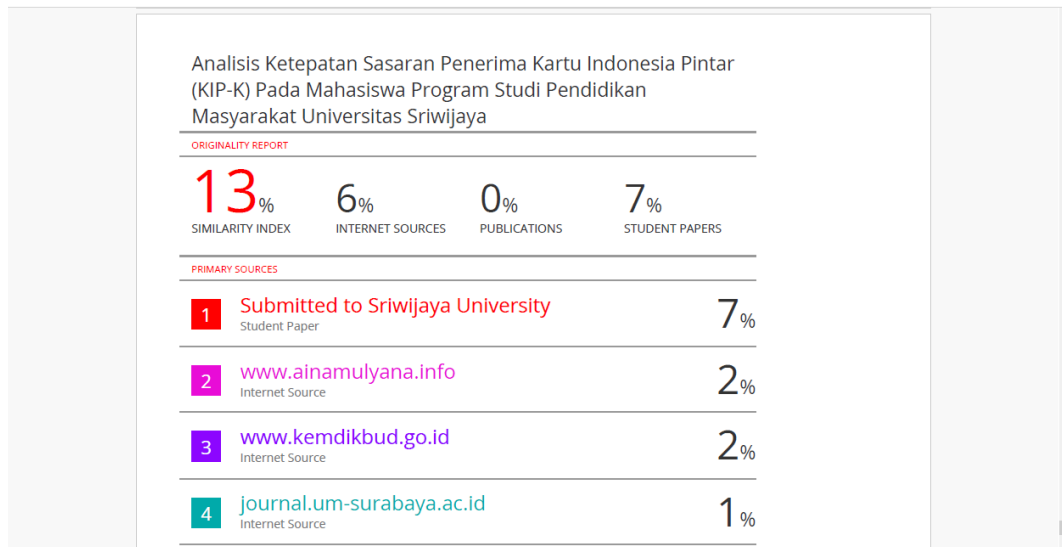 Analisis Ketepatan Sasaran Penerima Kartu Indonesia Pintar
(KIP-K) Pada Mahasiswa Program Studi Pendidikan
Masyarakat Universitas Sriwijaya
ORIGINALITY REPORT
13% 6% 0% 7%
SIMILARITY INDEX INTERNET SOURCES PUBLICATIONS STUDENT PAPERS
PRIMARY SOURCES
1 Submitted to Sriwijaya University 7%
Student Paper
2 www.ainamulyana.info 2%
Internet Source
3 www.kemdikbud.go.id 2%
Internet Source
4 journal.um-surabaya.ac.id 1%
Internet Source